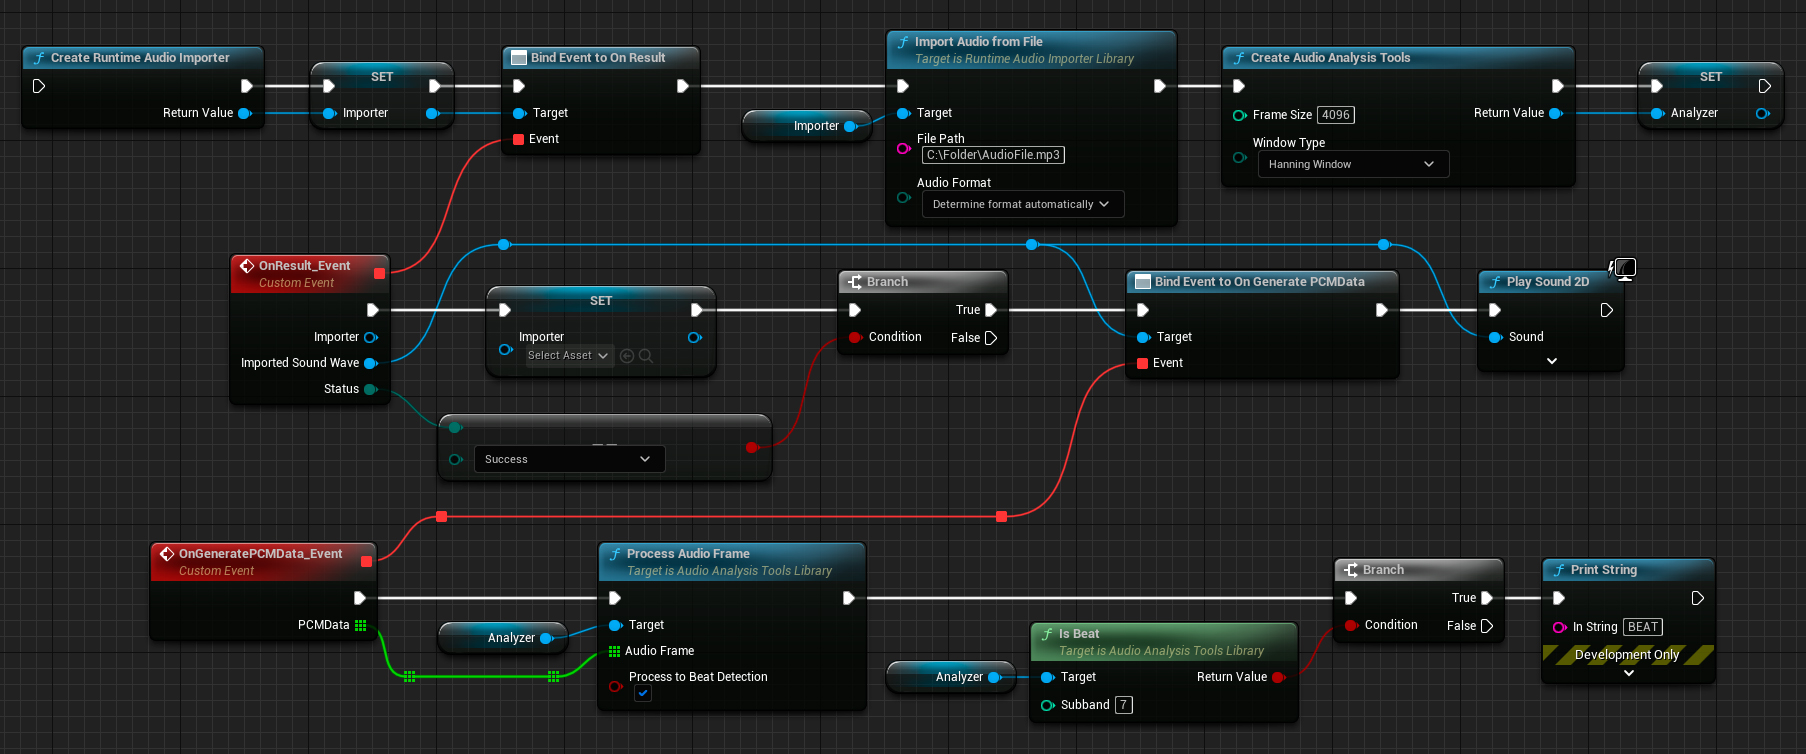 Create Runtime Audio Importer
Return Value
SET
Importer
Bind Event to On Result
Target
Event
Importer
Import Audio from File
Target is Runtime Audio Importer Library
Target
File Path
C:\Folder\AudioFile.mp3
Audio Format
Determine format automatically
Create Audio Analysis Tools
Frame Size 4096
Return Value
Window Type
Hanning Window
SET
Analyzer
OnResult_Event
Custom Event
Importer
Imported Sound Wave
Status
SET
Importer
Select Asset
==
Success
Branch
True
Condition
False
Bind Event to On Generate PCMData
Target
Event
Play Sound 2D
Sound
OnGeneratePCMData_Event
Custom Event
PCMData
Analyzer
Process Audio Frame
Target is Audio Analysis Tools Library
Target
Audio Frame
Process to Beat Detection
Analyzer
Is Beat
Target is Audio Analysis Tools Library
Target
Return Value
Subband 7
Branch
True
Condition
False
Print String
In String BEAT
Development Only